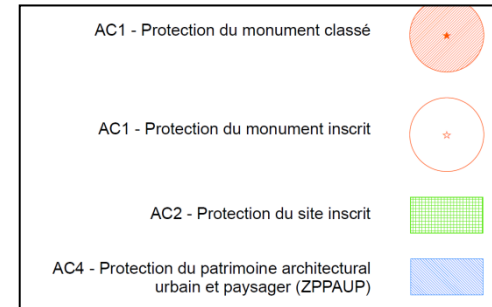 AC1 - Protection du monument classé
AC1 - Protection du monument inscrit
AC2 - Protection du site inscrit
AC4 - Protection du patrimoine architectural
urbain et paysager (ZPPAUP)